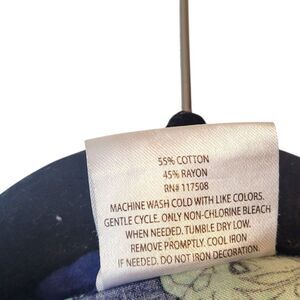 55% COTTON
45% RAYON
RN# 117508
MACHINE WASH COLD WITH LIKE COLORS.
GENTLE CYCLE. ONLY NON-CHLORINE BLEACH
WHEN NEEDED. TUMBLE DRY LOW.
REMOVE PROMPTLY. COOL IRON
IF NEEDED. DO NOT IRON DECORATION.